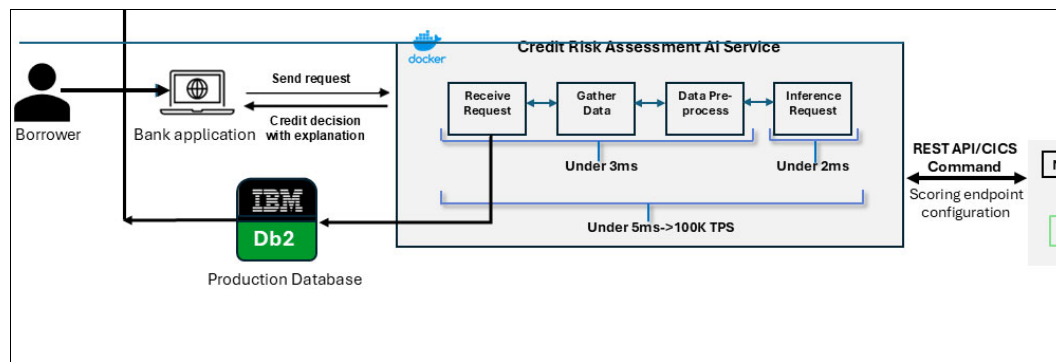 Credit Risk Assessment AI Service
docker
Borrower
Bank application
Send request
Credit decision
with explanation
Receive
Request
Gather
Data
Data Pre-
process
Inference
Request
Under 3ms
Under 2ms
Under 5ms->100K TPS
REST API/CICS
Command
Scoring endpoint
configuration
IBM
Db2
Production Database